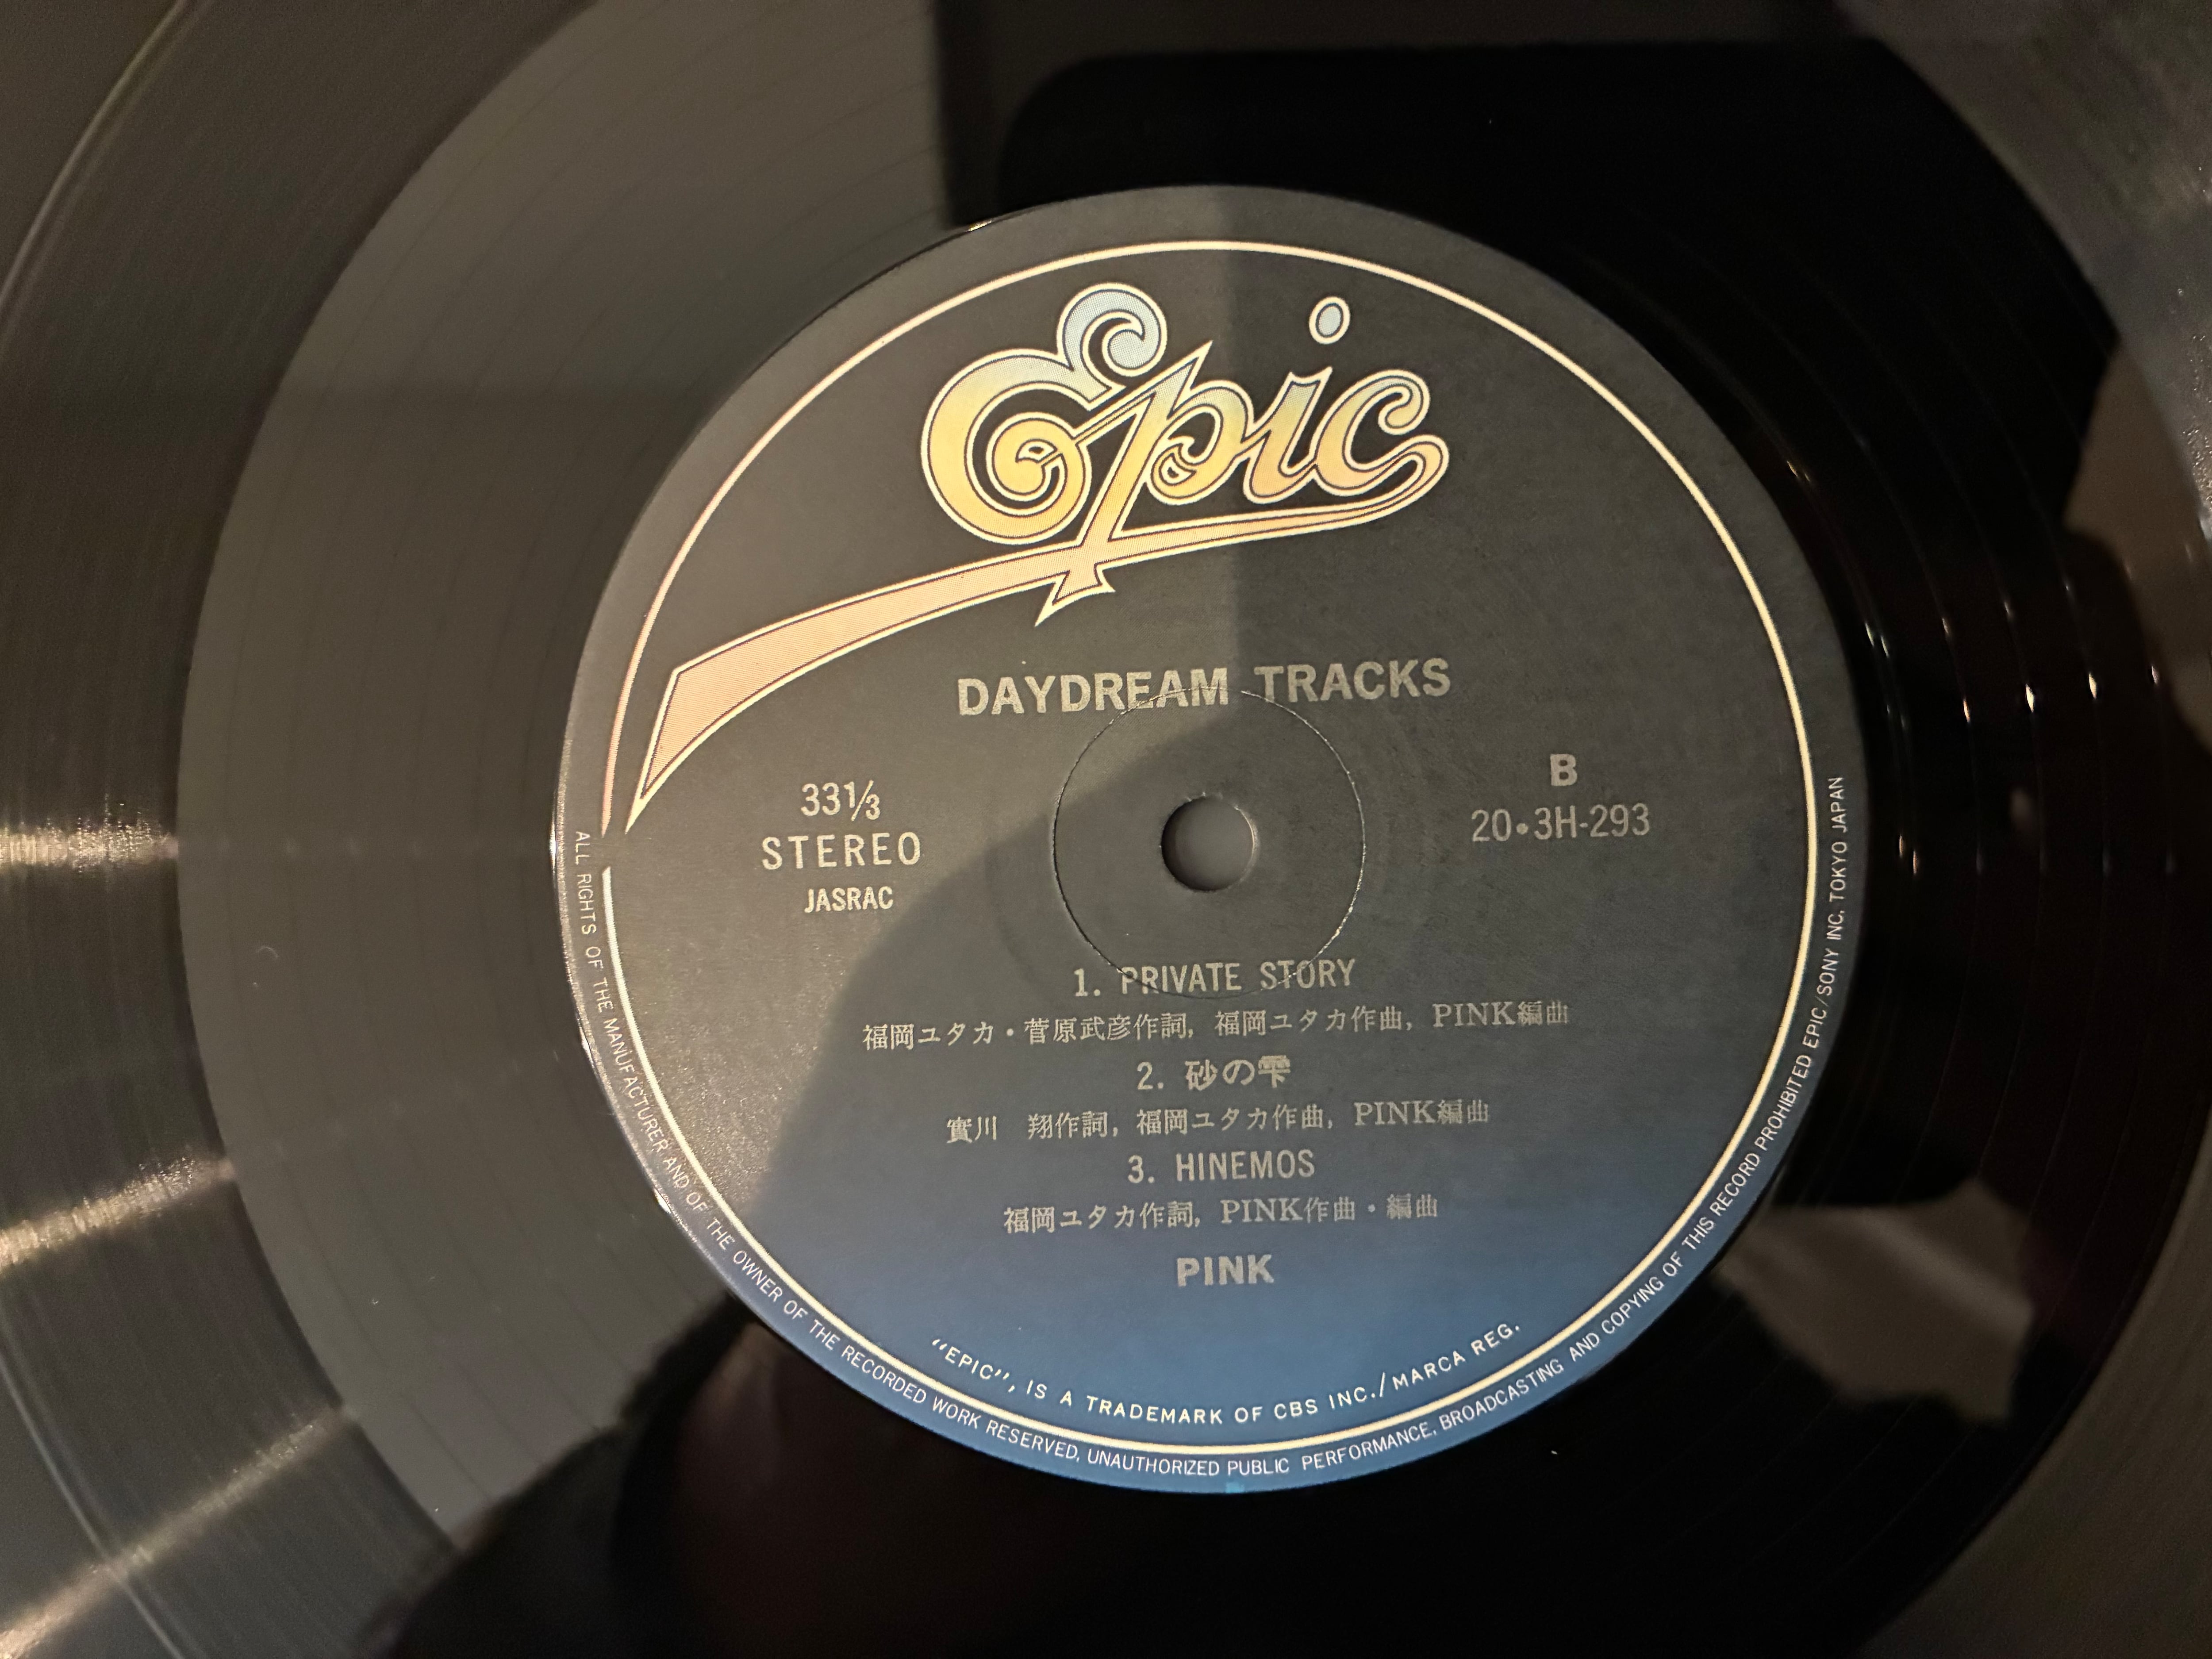 Epic
DAYDREAM TRACKS
33⅓
STEREO
JASRAC
B
20•3H-293
1. PRIVATE STORY
福岡ユタカ・菅原武彦作詞, 福岡ユタカ作曲, PINK編曲
2. 砂の雫
實川　翔作詞, 福岡ユタカ作曲, PINK編曲
3. HINEMOS
福岡ユタカ作詞, PINK作曲・編曲
PINK
"EPIC", IS A TRADEMARK OF CBS INC./MARCA REG.
ALL RIGHTS OF THE MANUFACTURER AND OF THE OWNER OF THE RECORDED WORK RESERVED, UNAUTHORIZED PUBLIC PERFORMANCE, BROADCASTING AND COPYING OF THIS RECORD PROHIBITED EPIC/SONY INC. TOKYO JAPAN